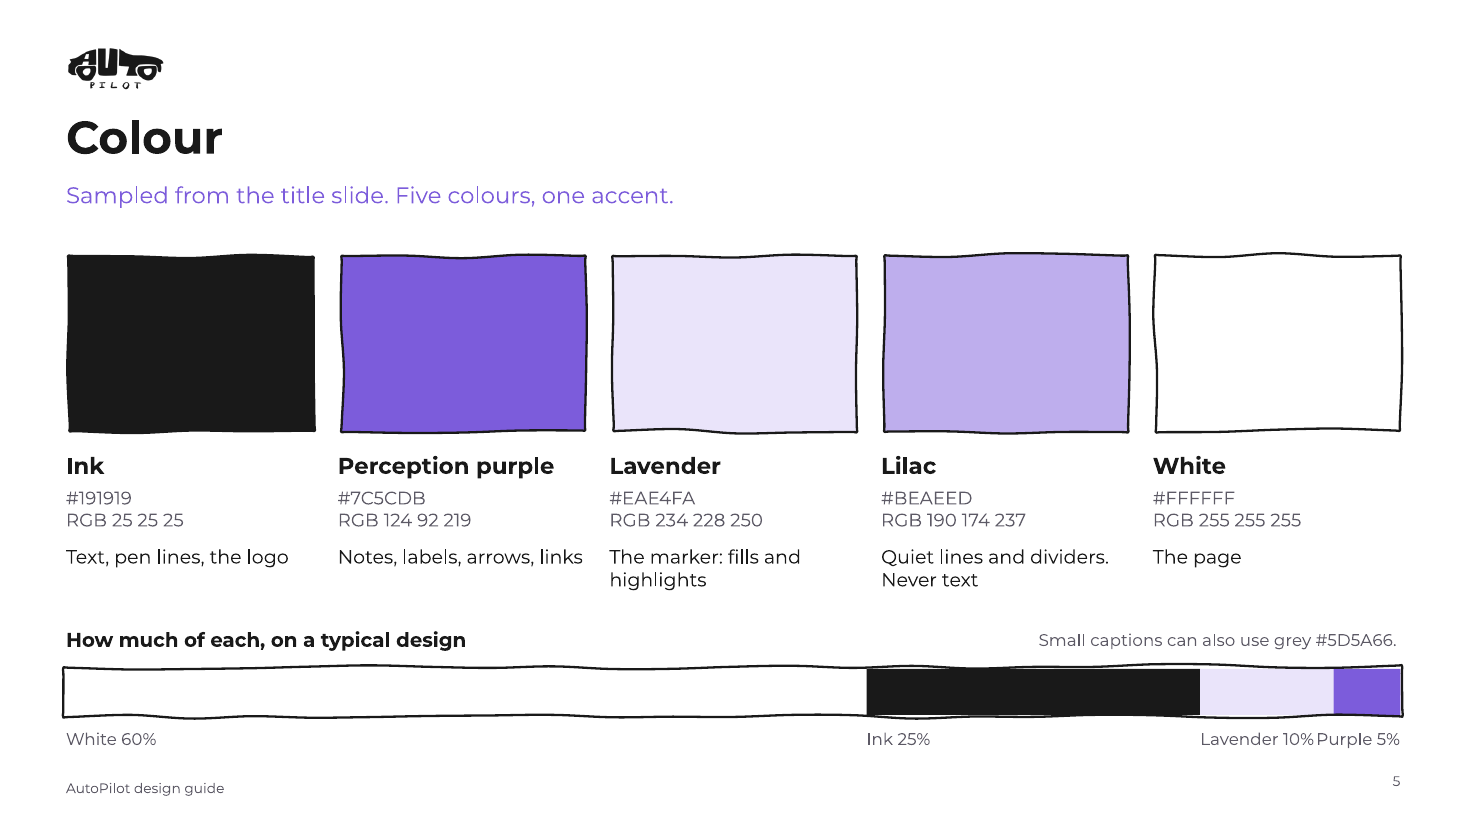 AUTO
PILOT
Colour
Sampled from the title slide. Five colours, one accent.
Ink
#191919
RGB 25 25 25
Text, pen lines, the logo
Perception purple
#7C5CDB
RGB 124 92 219
Notes, labels, arrows, links
Lavender
#EAE4FA
RGB 234 228 250
The marker: fills and
highlights
Lilac
#BEAEED
RGB 190 174 237
Quiet lines and dividers.
Never text
White
#FFFFFF
RGB 255 255 255
The page
How much of each, on a typical design
Small captions can also use grey #5D5A66.
White 60%
Ink 25%
Lavender 10%
Purple 5%
AutoPilot design guide
5